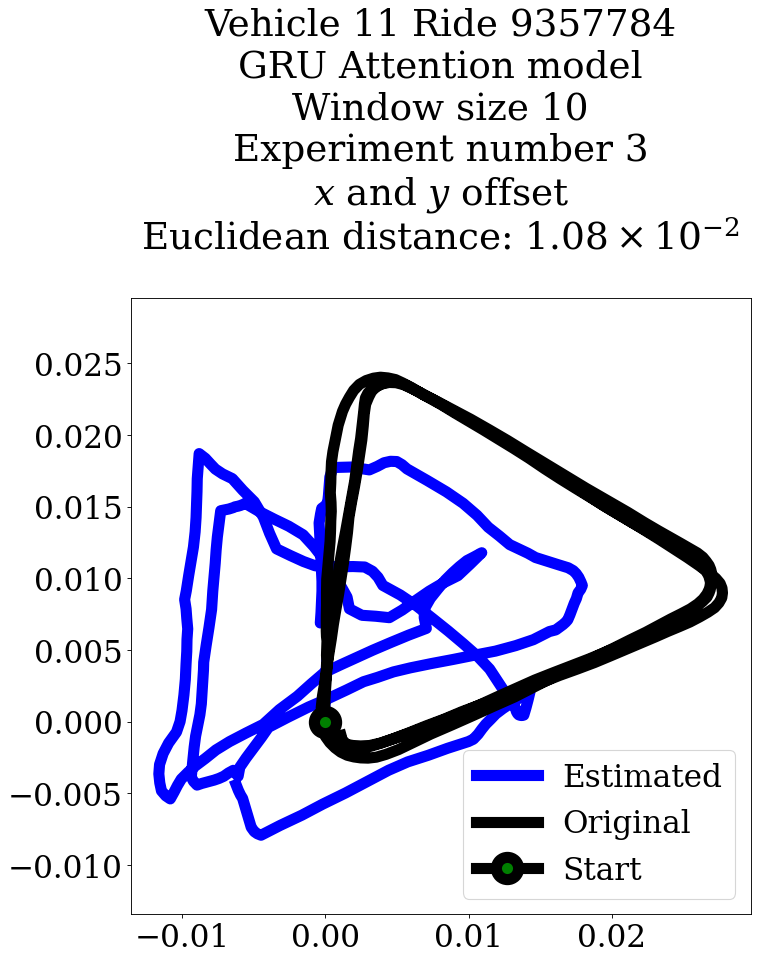 Vehicle 11 Ride 9357784
GRU Attention model
Window size 10
Experiment number 3
x and y offset
Euclidean distance: 1.08 × 10⁻²
0.025
0.020
0.015
0.010
0.005
0.000
−0.005
−0.010
Estimated
Original
Start
−0.01 0.00 0.01 0.02